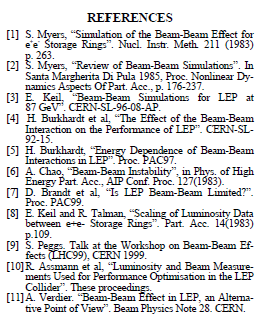 REFERENCES
[1] S. Myers, "Simulation of the Beam-Beam Effect for
e+e- Storage Rings". Nucl. Instr. Meth. 211 (1983)
p. 263.
[2] S. Myers, "Review of Beam-Beam Simulations". In
Santa Margherita Di Pula 1985, Proc. Nonlinear Dy-
namics Aspects Of Part. Acc., p. 176-237.
[3] E. Keil, "Beam-Beam Simulations for LEP at
87 GeV". CERN-SL-96-08-AP.
[4] H. Burkhardt et al, "The Effect of the Beam-Beam
Interaction on the Performance of LEP". CERN-SL-
92-15.
[5] H. Burkhardt, "Energy Dependence of Beam-Beam
Interactions in LEP". Proc. PAC97.
[6] A. Chao, "Beam-Beam Instability", in Phys. of High
Energy Part. Acc., AIP Conf. Proc. 127(1983).
[7] D. Brandt et al, "Is LEP Beam-Beam Limited?".
Proc. PAC99.
[8] E. Keil and R. Talman, "Scaling of Luminosity Data
between e+e- Storage Rings". Part. Acc. 14(1983)
p.109.
[9] S. Peggs. Talk at the Workshop on Beam-Beam Ef-
fects (LHC99), CERN 1999.
[10] R. Assmann et al, "Luminosity and Beam Measure-
ments Used for Performance Optimisation in the LEP
Collider". These proceedings.
[11] A. Verdier. "Beam-Beam Effect in LEP, an Alterna-
tive Point of View". Beam Physics Note 28. CERN.